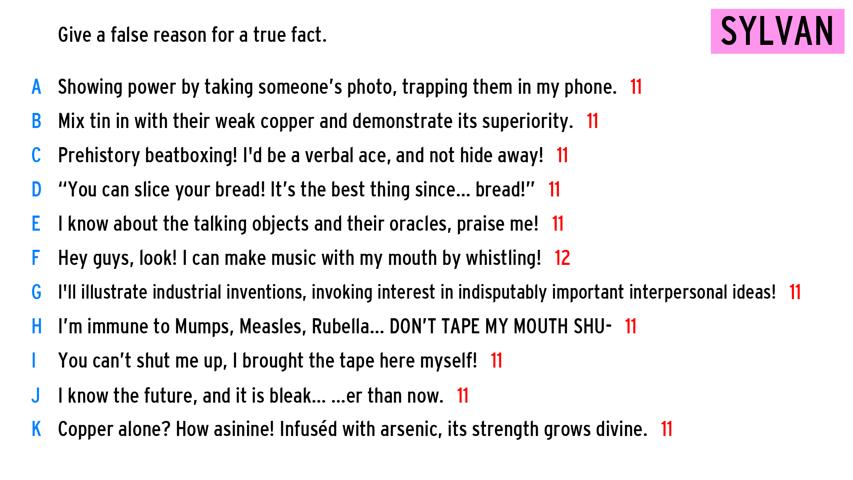 SYLVAN
Give a false reason for a true fact.
A Showing power by taking someone's photo, trapping them in my phone. 11
B Mix tin in with their weak copper and demonstrate its superiority. 11
C Prehistory beatboxing! I'd be a verbal ace, and not hide away! 11
D “You can slice your bread! It's the best thing since... bread!” 11
E I know about the talking objects and their oracles, praise me! 11
F Hey guys, look! I can make music with my mouth by whistling! 12
G I'll illustrate industrial inventions, invoking interest in indisputably important interpersonal ideas! 11
H I'm immune to Mumps, Measles, Rubella... DON'T TAPE MY MOUTH SHU- 11
I You can't shut me up, I brought the tape here myself! 11
J I know the future, and it is bleak... ...er than now. 11
K Copper alone? How asinine! Infuséd with arsenic, its strength grows divine. 11